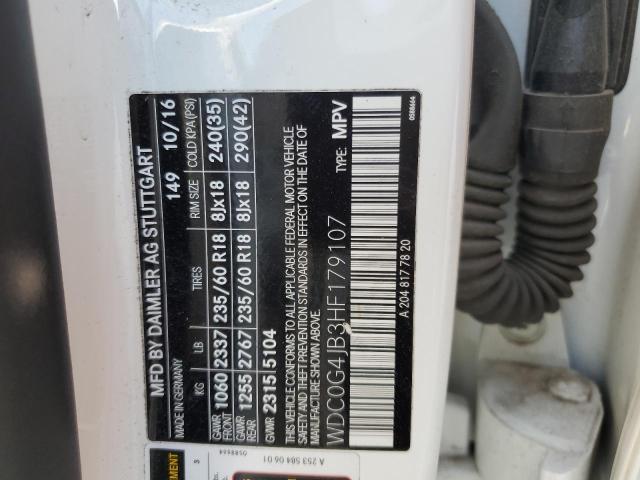 MFD BY DAIMLER AG STUTTGART
MADE IN GERMANY 149 10/16
KG LB TIRES RIM SIZE COLD KPA(PSI)
GAWR FRONT 1060 2337 235/60 R18 8Jx18 240(35)
GAWR REAR 1255 2767 235/60 R18 8Jx18 290(42)
GVWR 2315 5104
THIS VEHICLE CONFORMS TO ALL APPLICABLE FEDERAL MOTOR VEHICLE
SAFETY AND THEFT PREVENTION STANDARDS IN EFFECT ON THE DATE OF
MANUFACTURE SHOWN ABOVE.
WDC0G4JB3HF179107 TYPE: MPV
A 204 817 78 20 0588664
A 253 584 06 01
0588664
3